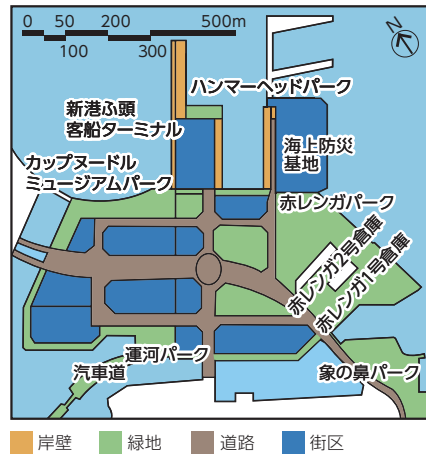 0 50 200 500m
100 300
N
ハンマーヘッドパーク
新港ふ頭
客船ターミナル
海上防災
基地
カップヌードル
ミュージアムパーク
赤レンガパーク
赤レンガ2号倉庫
赤レンガ1号倉庫
運河パーク
汽車道
象の鼻パーク
岸壁 緑地 道路 街区